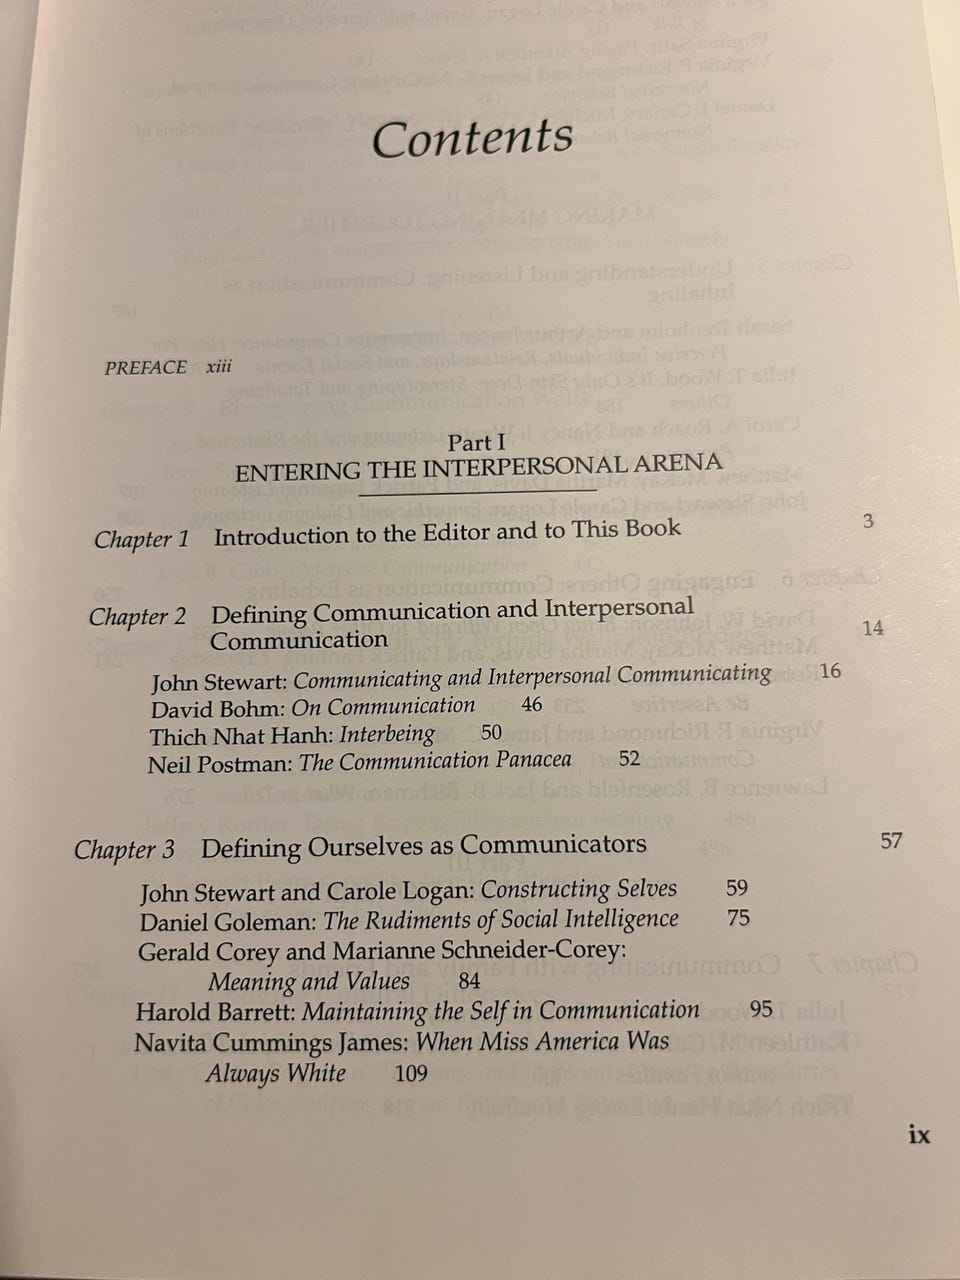 Contents
PREFACE xiii
Part I
ENTERING THE INTERPERSONAL ARENA
Chapter 1 Introduction to the Editor and to This Book 3
Chapter 2 Defining Communication and Interpersonal
Communication 14
John Stewart: Communicating and Interpersonal Communicating 16
David Bohm: On Communication 46
Thich Nhat Hanh: Interbeing 50
Neil Postman: The Communication Panacea 52
Chapter 3 Defining Ourselves as Communicators 57
John Stewart and Carole Logan: Constructing Selves 59
Daniel Goleman: The Rudiments of Social Intelligence 75
Gerald Corey and Marianne Schneider-Corey:
Meaning and Values 84
Harold Barrett: Maintaining the Self in Communication 95
Navita Cummings James: When Miss America Was
Always White 109
ix